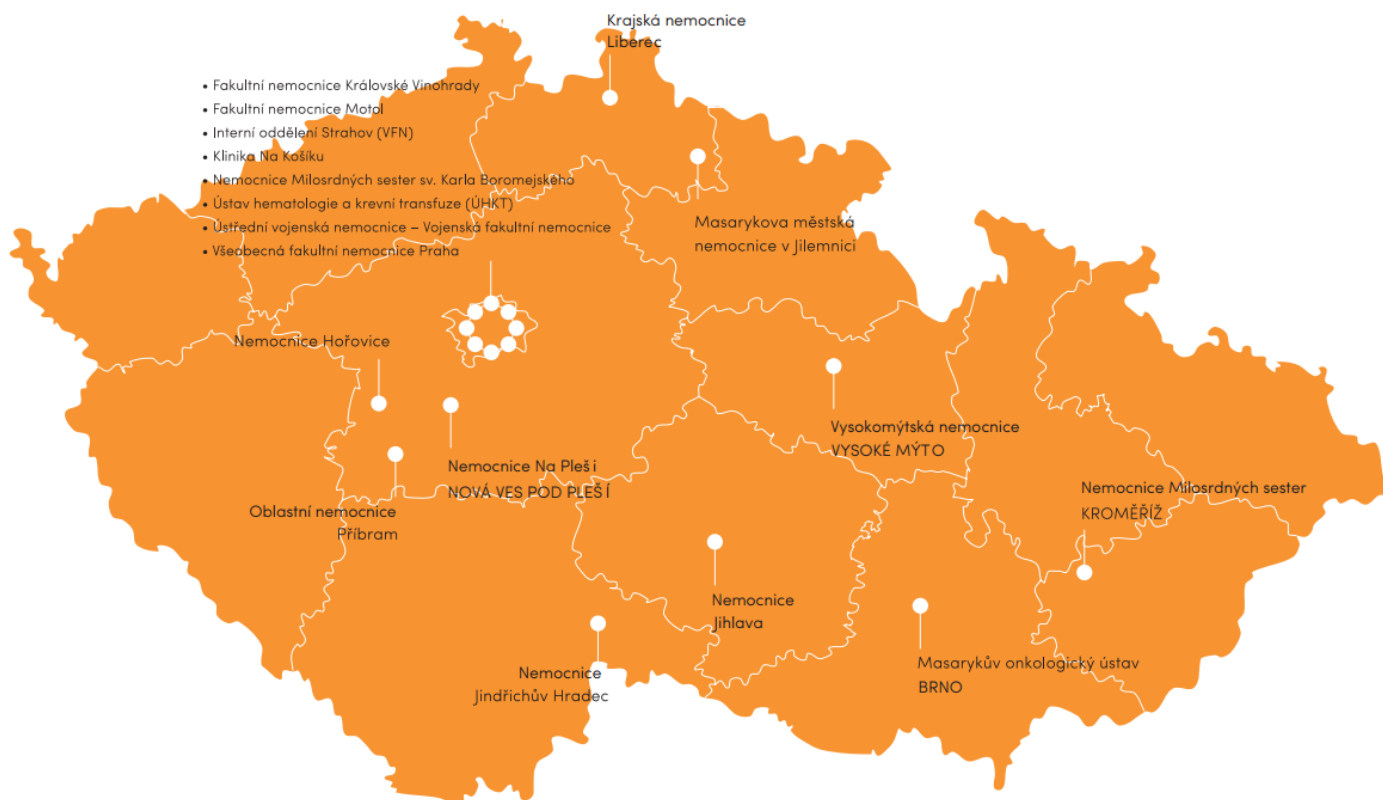 Krajská nemocnice
Liberec
• Fakultní nemocnice Královské Vinohrady
• Fakultní nemocnice Motol
• Interní oddělení Strahov (VFN)
• Klinika Na Košíku
• Nemocnice Milosrdných sester sv. Karla Boromejského
• Ústav hematologie a krevní transfuze (ÚHKT)
• Ústřední vojenská nemocnice – Vojenská fakultní nemocnice
• Všeobecná fakultní nemocnice Praha
Masarykova městská
nemocnice v Jilemnici
Nemocnice Hořovice
Vysokomýtská nemocnice
VYSOKÉ MÝTO
Nemocnice Na Pleši
NOVÁ VES POD PLEŠÍ
Nemocnice Milosrdných sester
KROMĚŘÍŽ
Oblastní nemocnice
Příbram
Nemocnice
Jihlava
Nemocnice
Jindřichův Hradec
Masarykův onkologický ústav
BRNO